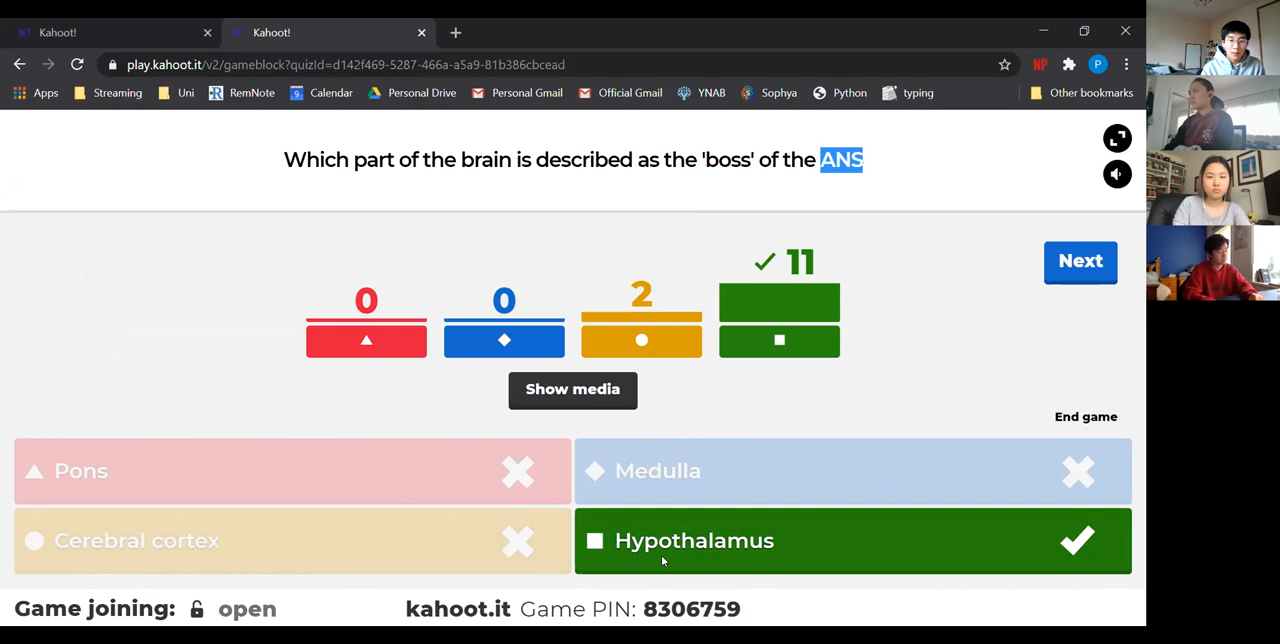 Kahoot!
Kahoot!
play.kahoot.it/v2/gameblock?quizId=d142f469-5287-466a-a5a9-81b386cbcead
NP
P
Apps Streaming Uni RemNote Calendar Personal Drive Personal Gmail Official Gmail YNAB Sophya Python typing Other bookmarks
Which part of the brain is described as the 'boss' of the ANS
0 0 2 11
Next
Show media
End game
Pons
Medulla
Cerebral cortex
Hypothalamus
Game joining: open kahoot.it Game PIN: 8306759